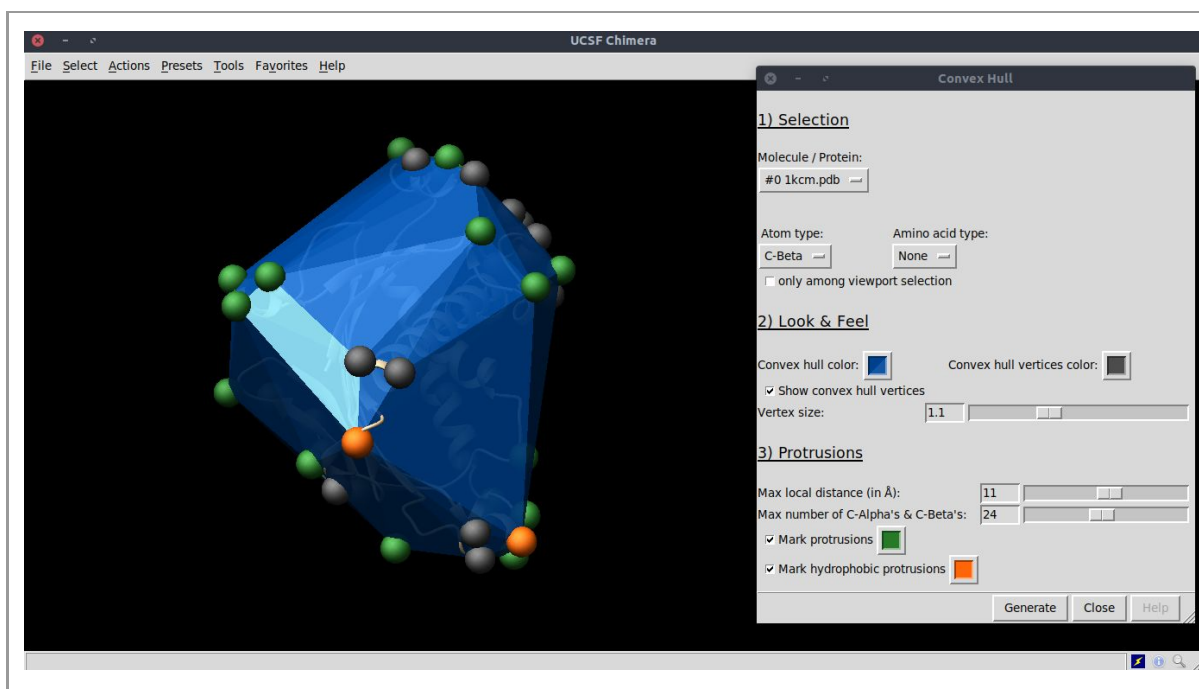 UCSF Chimera
File Select Actions Presets Tools Favorites Help
Convex Hull
1) Selection
Molecule / Protein:
#0 1kcm.pdb
Atom type: Amino acid type:
C-Beta None
only among viewport selection
2) Look & Feel
Convex hull color: Convex hull vertices color:
Show convex hull vertices
Vertex size: 1.1
3) Protrusions
Max local distance (in Å): 11
Max number of C-Alpha's & C-Beta's: 24
Mark protrusions
Mark hydrophobic protrusions
Generate Close Help